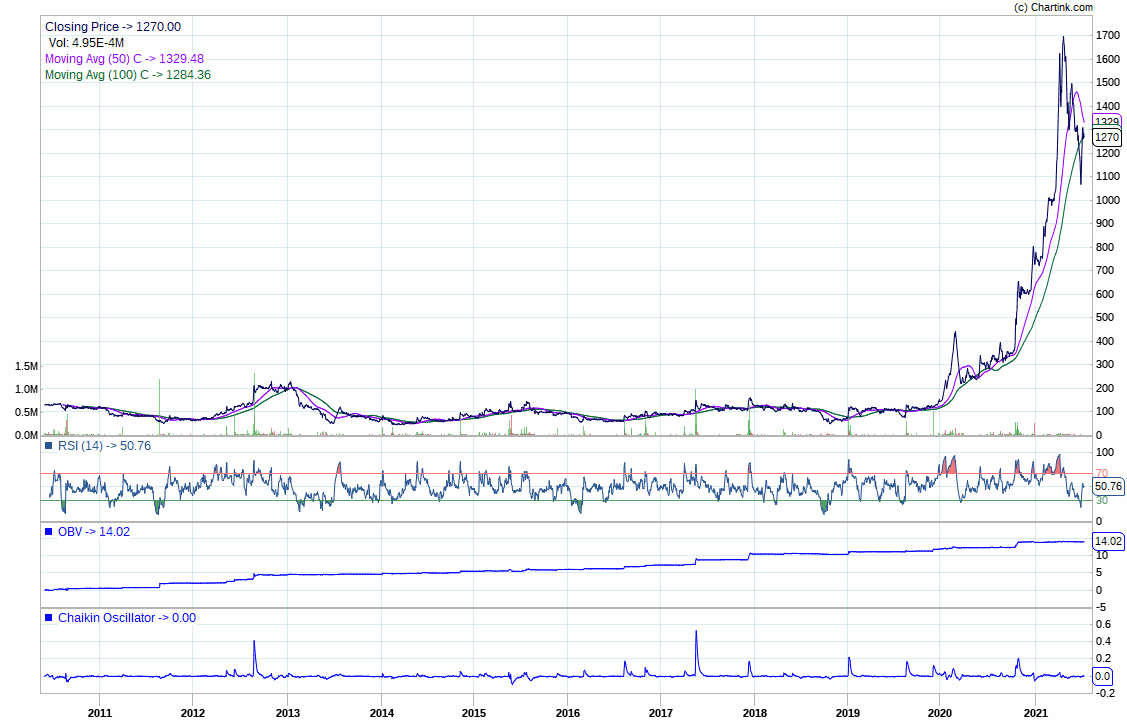 (c) Chartink.com
Closing Price -> 1270.00
Vol: 4.95E-4M
Moving Avg (50) C -> 1329.48
Moving Avg (100) C -> 1284.36
1700
1600
1500
1400
1329
1270
1200
1100
1000
900
800
700
600
500
400
300
200
100
0
1.5M
1.0M
0.5M
0.0M
RSI (14) -> 50.76
100
70
50.76
30
0
OBV -> 14.02
14.02
10
5
0
-5
Chaikin Oscillator -> 0.00
0.6
0.4
0.2
0.0
-0.2
2011 2012 2013 2014 2015 2016 2017 2018 2019 2020 2021